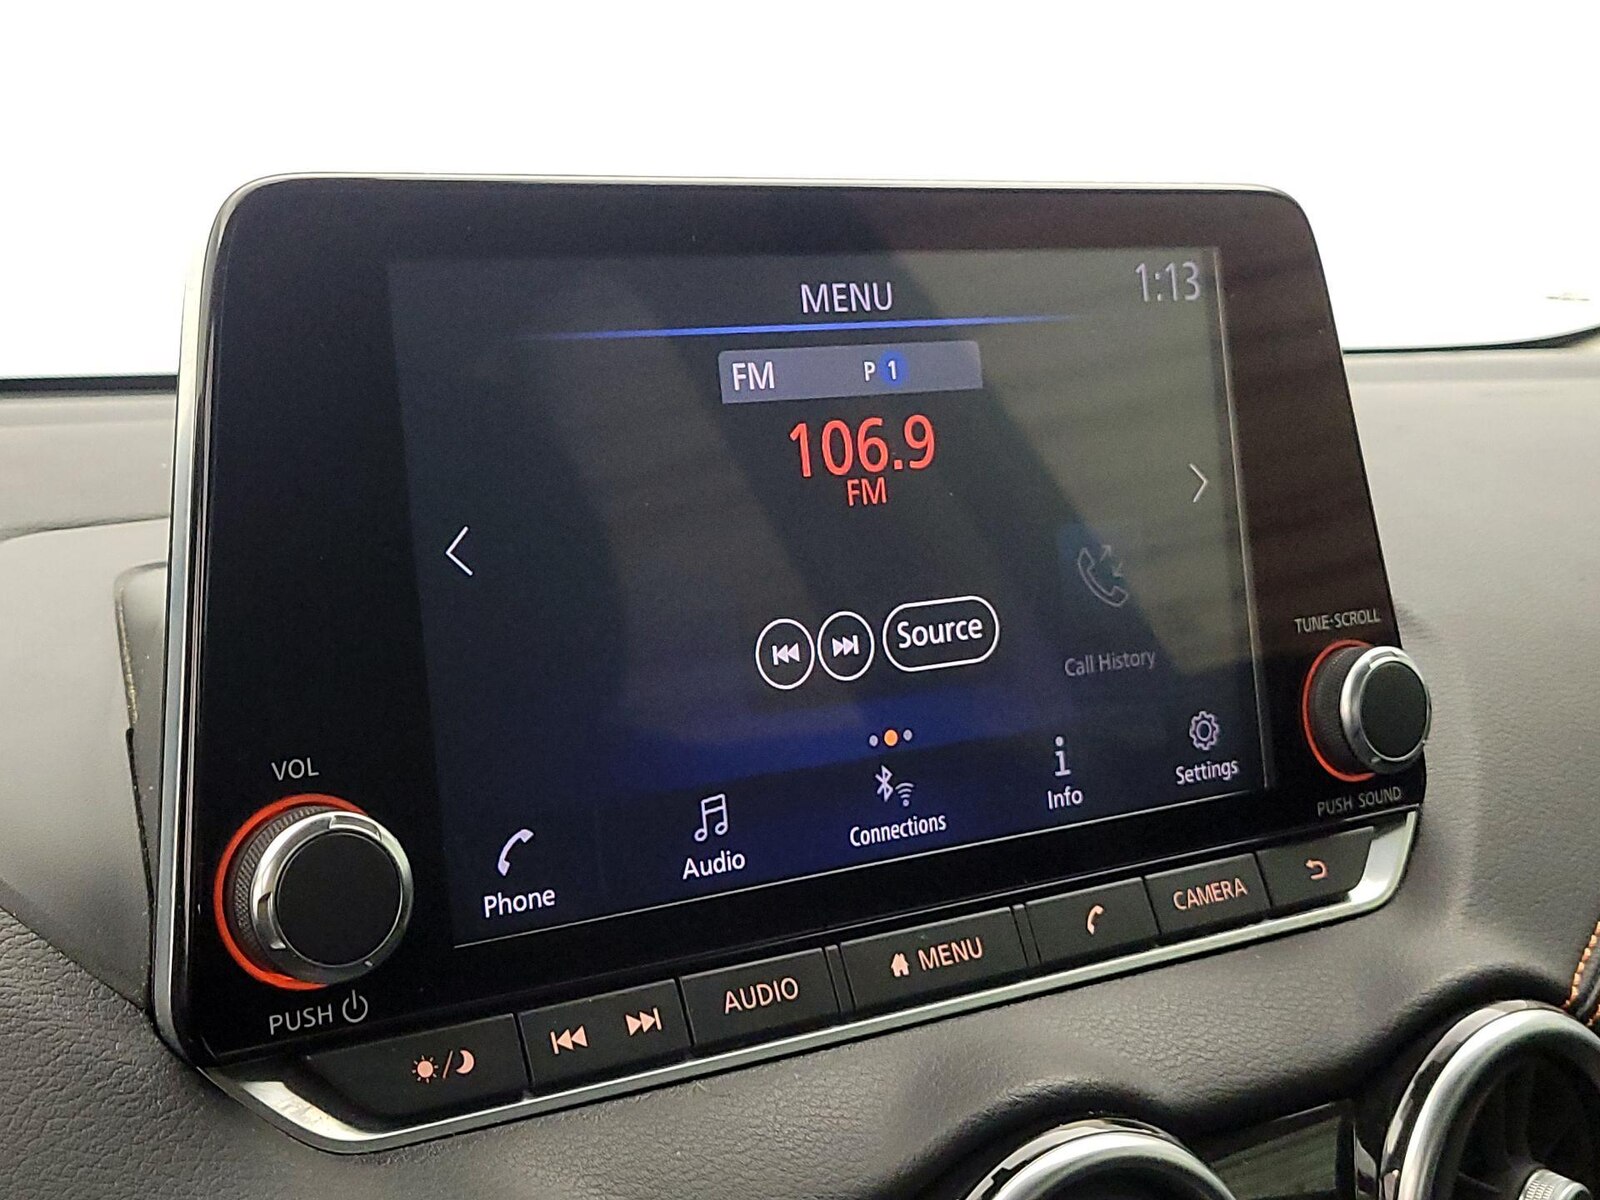 MENU
1:13
FM P 1
106.9
FM
Source
Call History
Phone
Audio
Connections
Info
Settings
VOL
PUSH
TUNE·SCROLL
PUSH SOUND
AUDIO
MENU
CAMERA